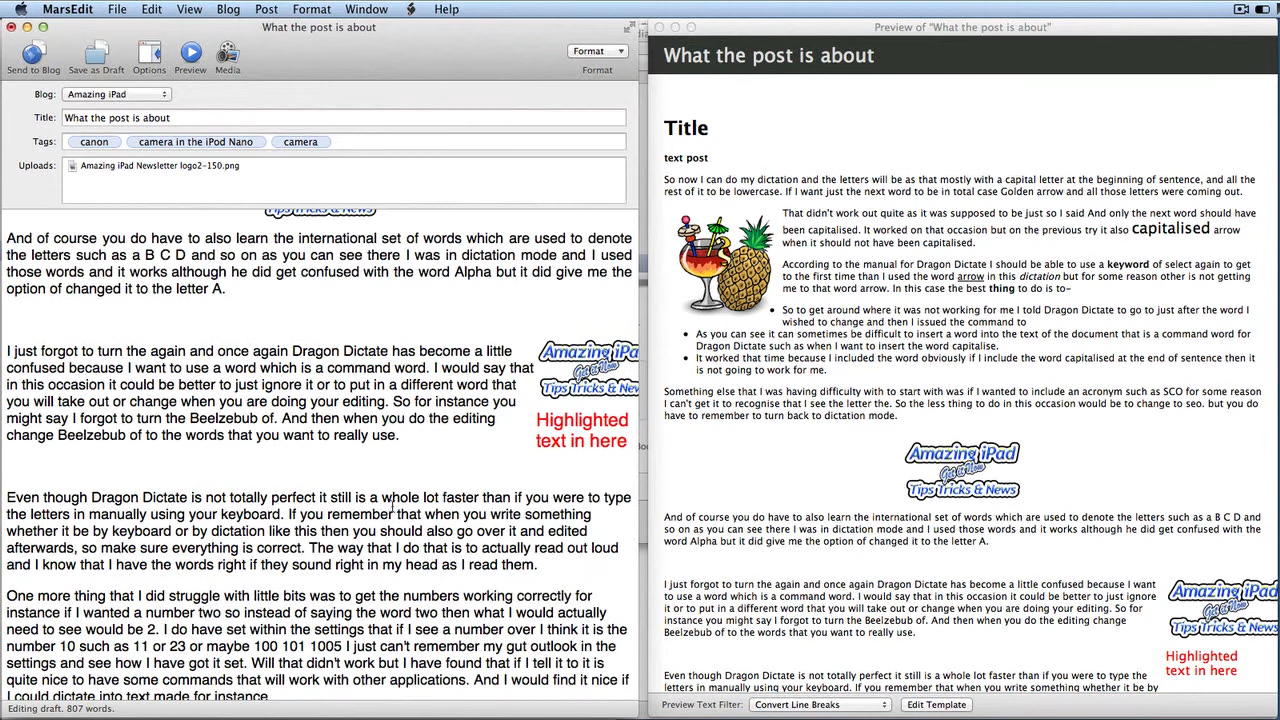 MarsEdit File Edit View Blog Post Format Window Help
What the post is about
Send to Blog Save as Draft Options Preview Media
Format
Format
Blog: Amazing iPad
Title: What the post is about
Tags: canon camera in the iPod Nano camera
Uploads: Amazing iPad Newsletter logo2-150.png
Tips Tricks & News
And of course you do have to also learn the international set of words which are used to denote
the letters such as a B C D and so on as you can see there I was in dictation mode and I used
those words and it works although he did get confused with the word Alpha but it did give me the
option of changed it to the letter A.
I just forgot to turn the again and once again Dragon Dictate has become a little
confused because I want to use a word which is a command word. I would say that
in this occasion it could be better to just ignore it or to put in a different word that
you will take out or change when you are doing your editing. So for instance you
might say I forgot to turn the Beelzebub of. And then when you do the editing
change Beelzebub of to the words that you want to really use.
Amazing iPa
Get it Now
Tips Tricks & Ne
Highlighted
text in here
Even though Dragon Dictate is not totally perfect it still is a whole lot faster than if you were to type
the letters in manually using your keyboard. If you remember that when you write something
whether it be by keyboard or by dictation like this then you should also go over it and edited
afterwards, so make sure everything is correct. The way that I do that is to actually read out loud
and I know that I have the words right if they sound right in my head as I read them.
One more thing that I did struggle with little bits was to get the numbers working correctly for
instance if I wanted a number two so instead of saying the word two then what I would actually
need to see would be 2. I do have set within the settings that if I see a number over I think it is the
number 10 such as 11 or 23 or maybe 100 101 1005 I just can't remember my gut outlook in the
settings and see how I have got it set. Will that didn't work but I have found that if I tell it to it is
quite nice to have some commands that will work with other applications. And I would find it nice if
I could dictate into text made for instance
Editing draft. 807 words.
Preview of "What the post is about"
What the post is about
Title
text post
So now I can do my dictation and the letters will be as that mostly with a capital letter at the beginning of sentence, and all the
rest of it to be lowercase. If I want just the next word to be in total case Golden arrow and all those letters were coming out.
That didn't work out quite as it was supposed to be just so I said And only the next word should have
been capitalised. It worked on that occasion but on the previous try it also capitalised arrow
when it should not have been capitalised.
According to the manual for Dragon Dictate I should be able to use a keyword of select again to get
to the first time than I used the word arrow in this dictation but for some reason other is not getting
me to that word arrow. In this case the best thing to do is to-
• So to get around where it was not working for me I told Dragon Dictate to go to just after the word I
wished to change and then I issued the command to
• As you can see it can sometimes be difficult to insert a word into the text of the document that is a command word for
Dragon Dictate such as when I want to insert the word capitalise.
• It worked that time because I included the word obviously if I include the word capitalised at the end of sentence then it
is not going to work for me.
Something else that I was having difficulty with to start with was if I wanted to include an acronym such as SCO for some reason
I can't get it to recognise that I see the letter the. So the less thing to do in this occasion would be to change to seo. but you do
have to remember to turn back to dictation mode.
Amazing iPad
Get it Now
Tips Tricks & News
And of course you do have to also learn the international set of words which are used to denote the letters such as a B C D and
so on as you can see there I was in dictation mode and I used those words and it works although he did get confused with the
word Alpha but it did give me the option of changed it to the letter A.
I just forgot to turn the again and once again Dragon Dictate has become a little confused because I want
to use a word which is a command word. I would say that in this occasion it could be better to just ignore
it or to put in a different word that you will take out or change when you are doing your editing. So for
instance you might say I forgot to turn the Beelzebub of. And then when you do the editing change
Beelzebub of to the words that you want to really use.
Amazing iPad
Get it Now
Tips Tricks & News
Highlighted
text in here
Even though Dragon Dictate is not totally perfect it still is a whole lot faster than if you were to type the
letters in manually using your keyboard. If you remember that when you write something whether it be by
Preview Text Filter: Convert Line Breaks Edit Template